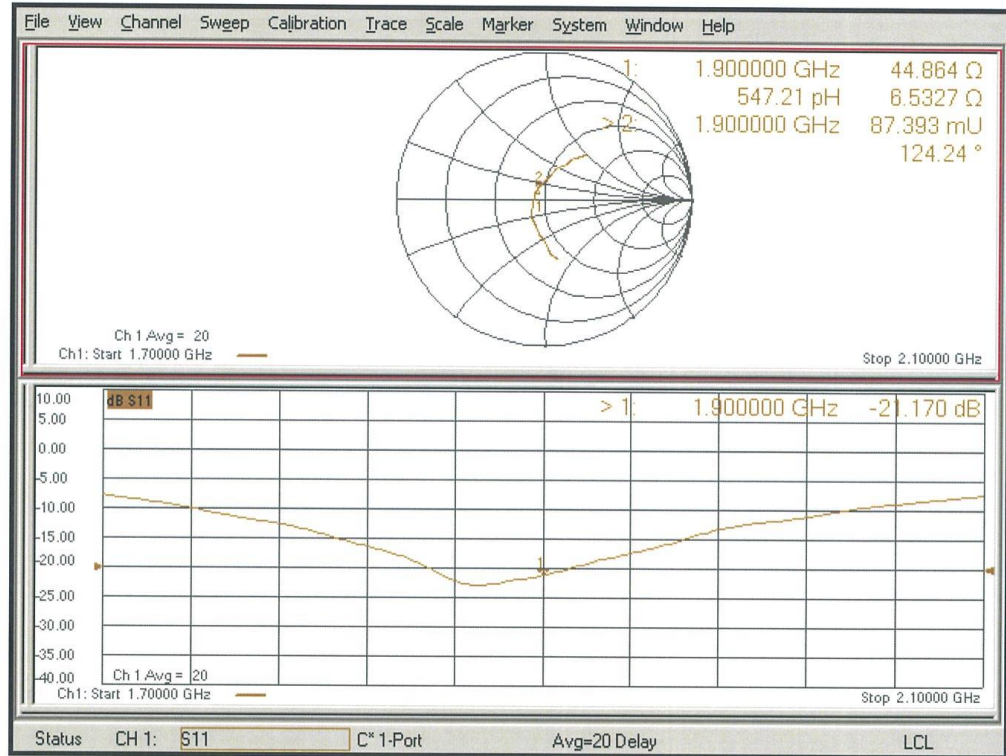 File View Channel Sweep Calibration Trace Scale Marker System Window Help
1: 1.900000 GHz 44.864 Ω
547.21 pH 6.5327 Ω
> 2: 1.900000 GHz 87.393 mU
124.24 °
2
1
Ch 1 Avg = 20
Ch1: Start 1.70000 GHz
Stop 2.10000 GHz
10.00 dB S11
> 1: 1.900000 GHz -21.170 dB
5.00
0.00
-5.00
-10.00
-15.00
-20.00
1
-25.00
-30.00
-35.00
-40.00
Ch 1 Avg = 20
Ch1: Start 1.70000 GHz
Stop 2.10000 GHz
Status CH 1: S11 C* 1-Port Avg=20 Delay LCL